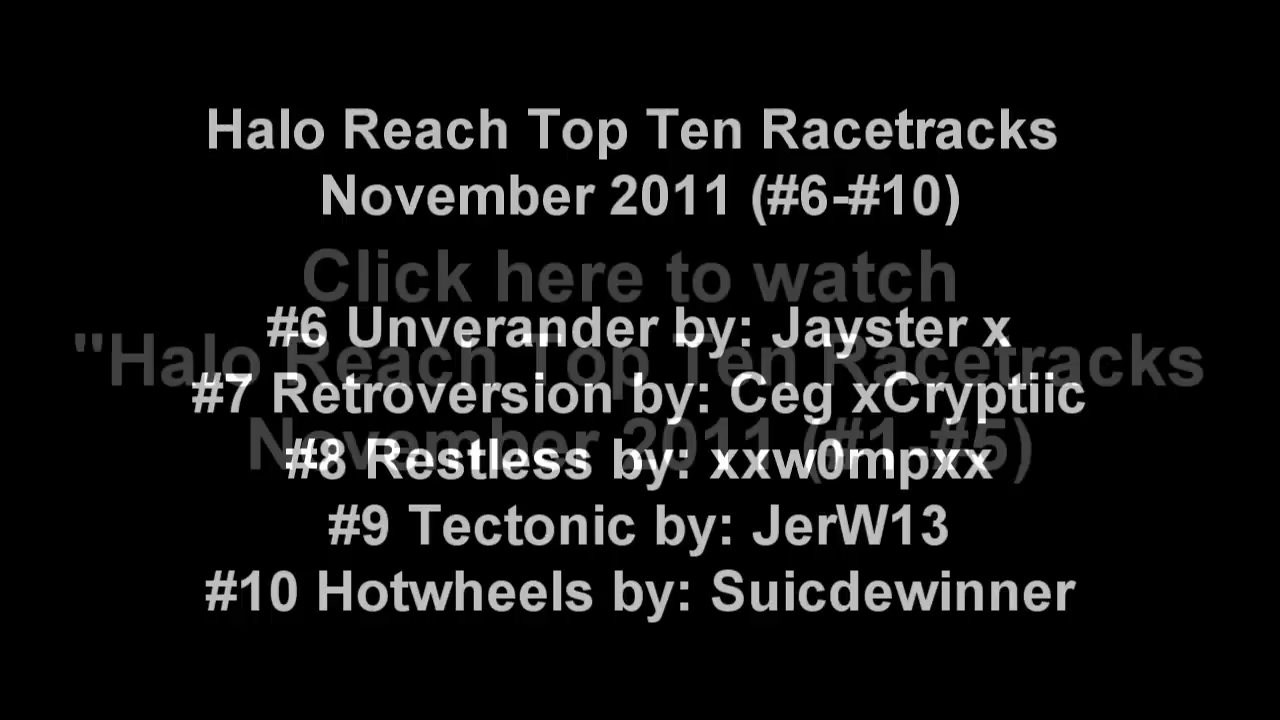 Halo Reach Top Ten Racetracks
November 2011 (#6-#10)
Click here to watch
#6 Unverander by: Jayster x
"Halo Reach Top Ten Racetracks
#7 Retroversion by: Ceg xCryptiic
November 2011 (#1-#5)
#8 Restless by: xxw0mpxx
#9 Tectonic by: JerW13
#10 Hotwheels by: Suicdewinner